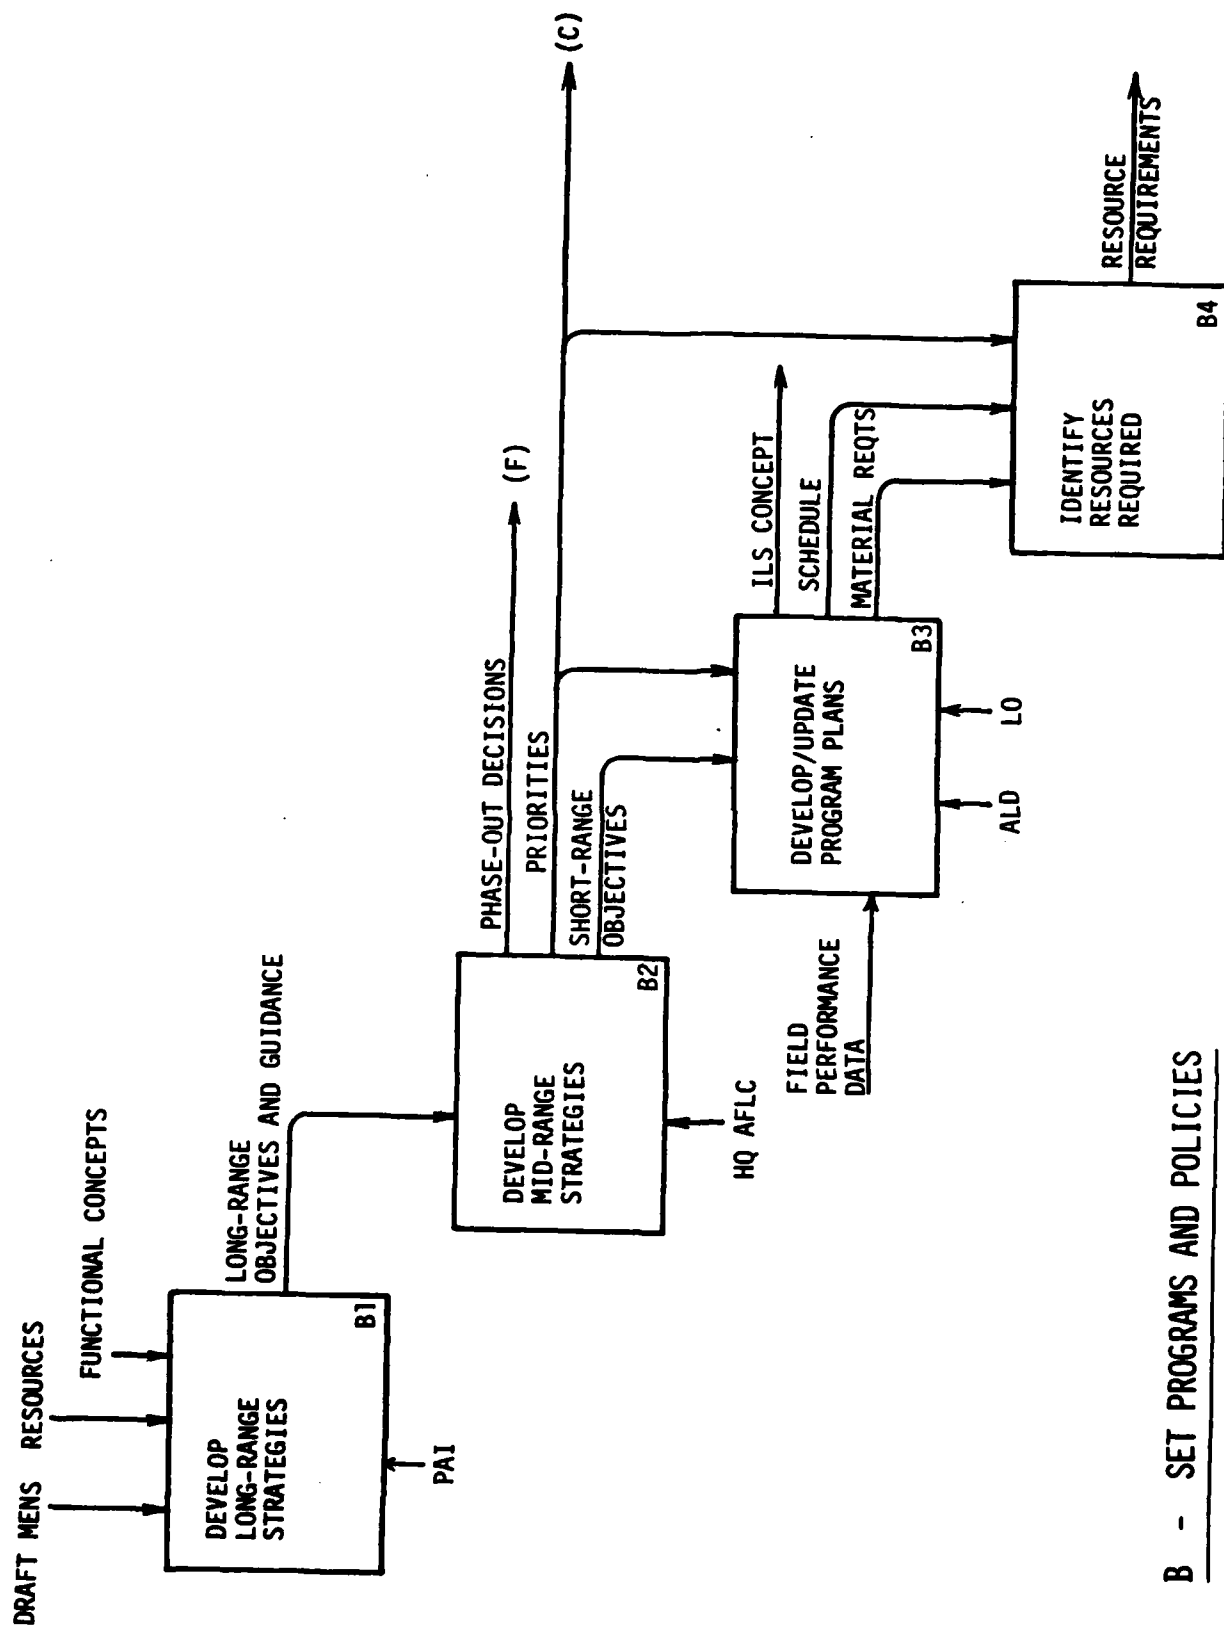 DRAFT MENS
RESOURCES
FUNCTIONAL CONCEPTS
DEVELOP
LONG-RANGE
STRATEGIES
B1
PAI
LONG-RANGE
OBJECTIVES AND GUIDANCE
DEVELOP
MID-RANGE
STRATEGIES
B2
HQ AFLC
PHASE-OUT DECISIONS
(F)
PRIORITIES
(C)
SHORT-RANGE
OBJECTIVES
FIELD
PERFORMANCE
DATA
DEVELOP/UPDATE
PROGRAM PLANS
B3
ALD
LO
ILS CONCEPT
SCHEDULE
MATERIAL REQTS
IDENTIFY
RESOURCES
REQUIRED
B4
RESOURCE
REQUIREMENTS
B - SET PROGRAMS AND POLICIES